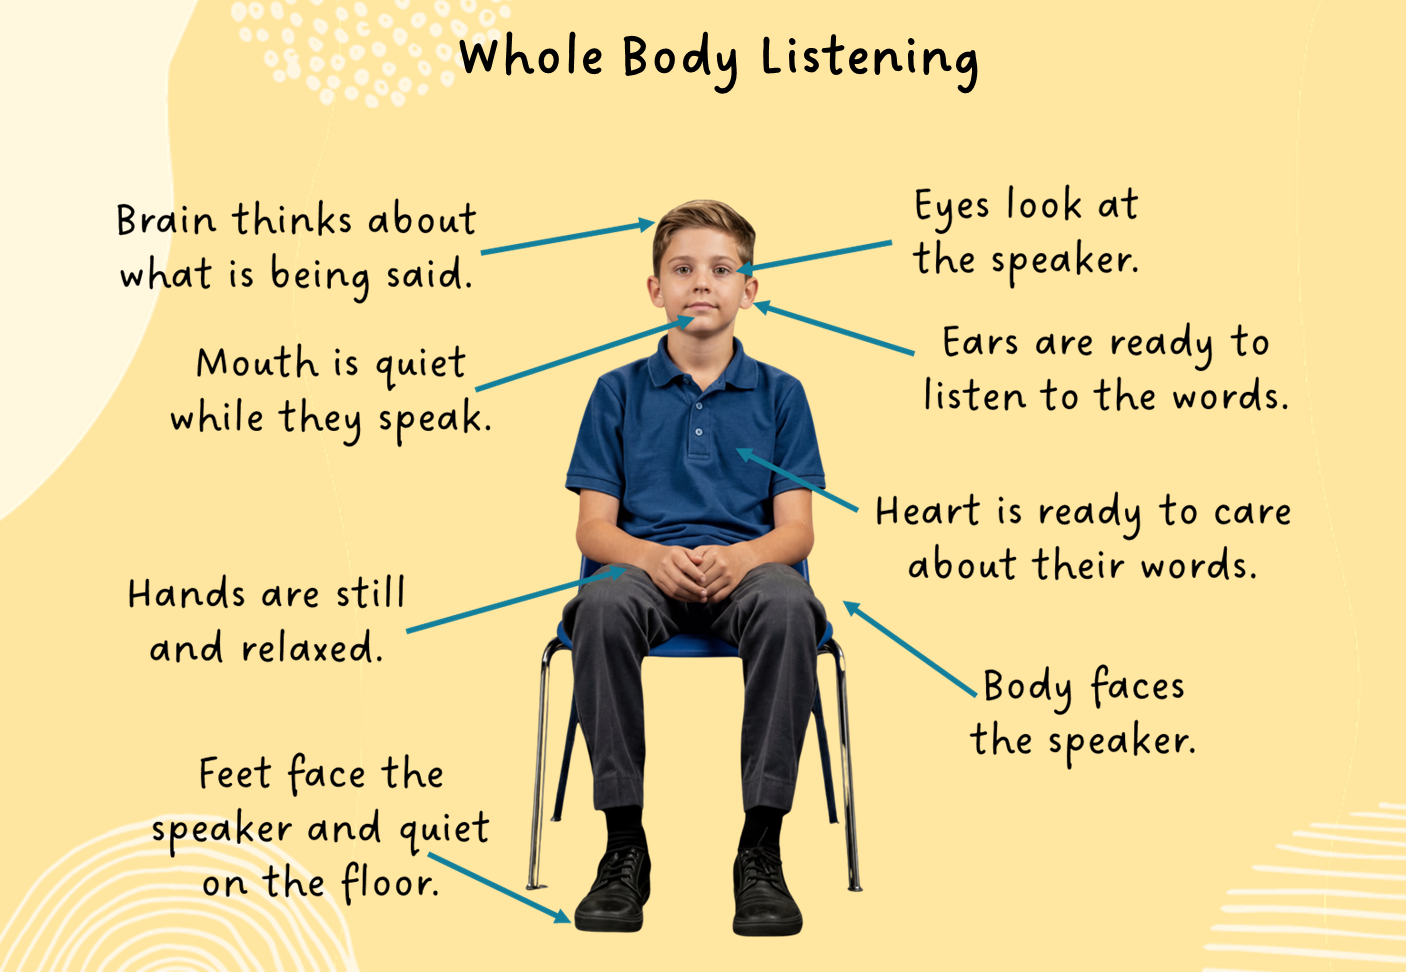 Whole Body Listening
Brain thinks about
what is being said.
Mouth is quiet
while they speak.
Hands are still
and relaxed.
Feet face the
speaker and quiet
on the floor.
Eyes look at
the speaker.
Ears are ready to
listen to the words.
Heart is ready to care
about their words.
Body faces
the speaker.